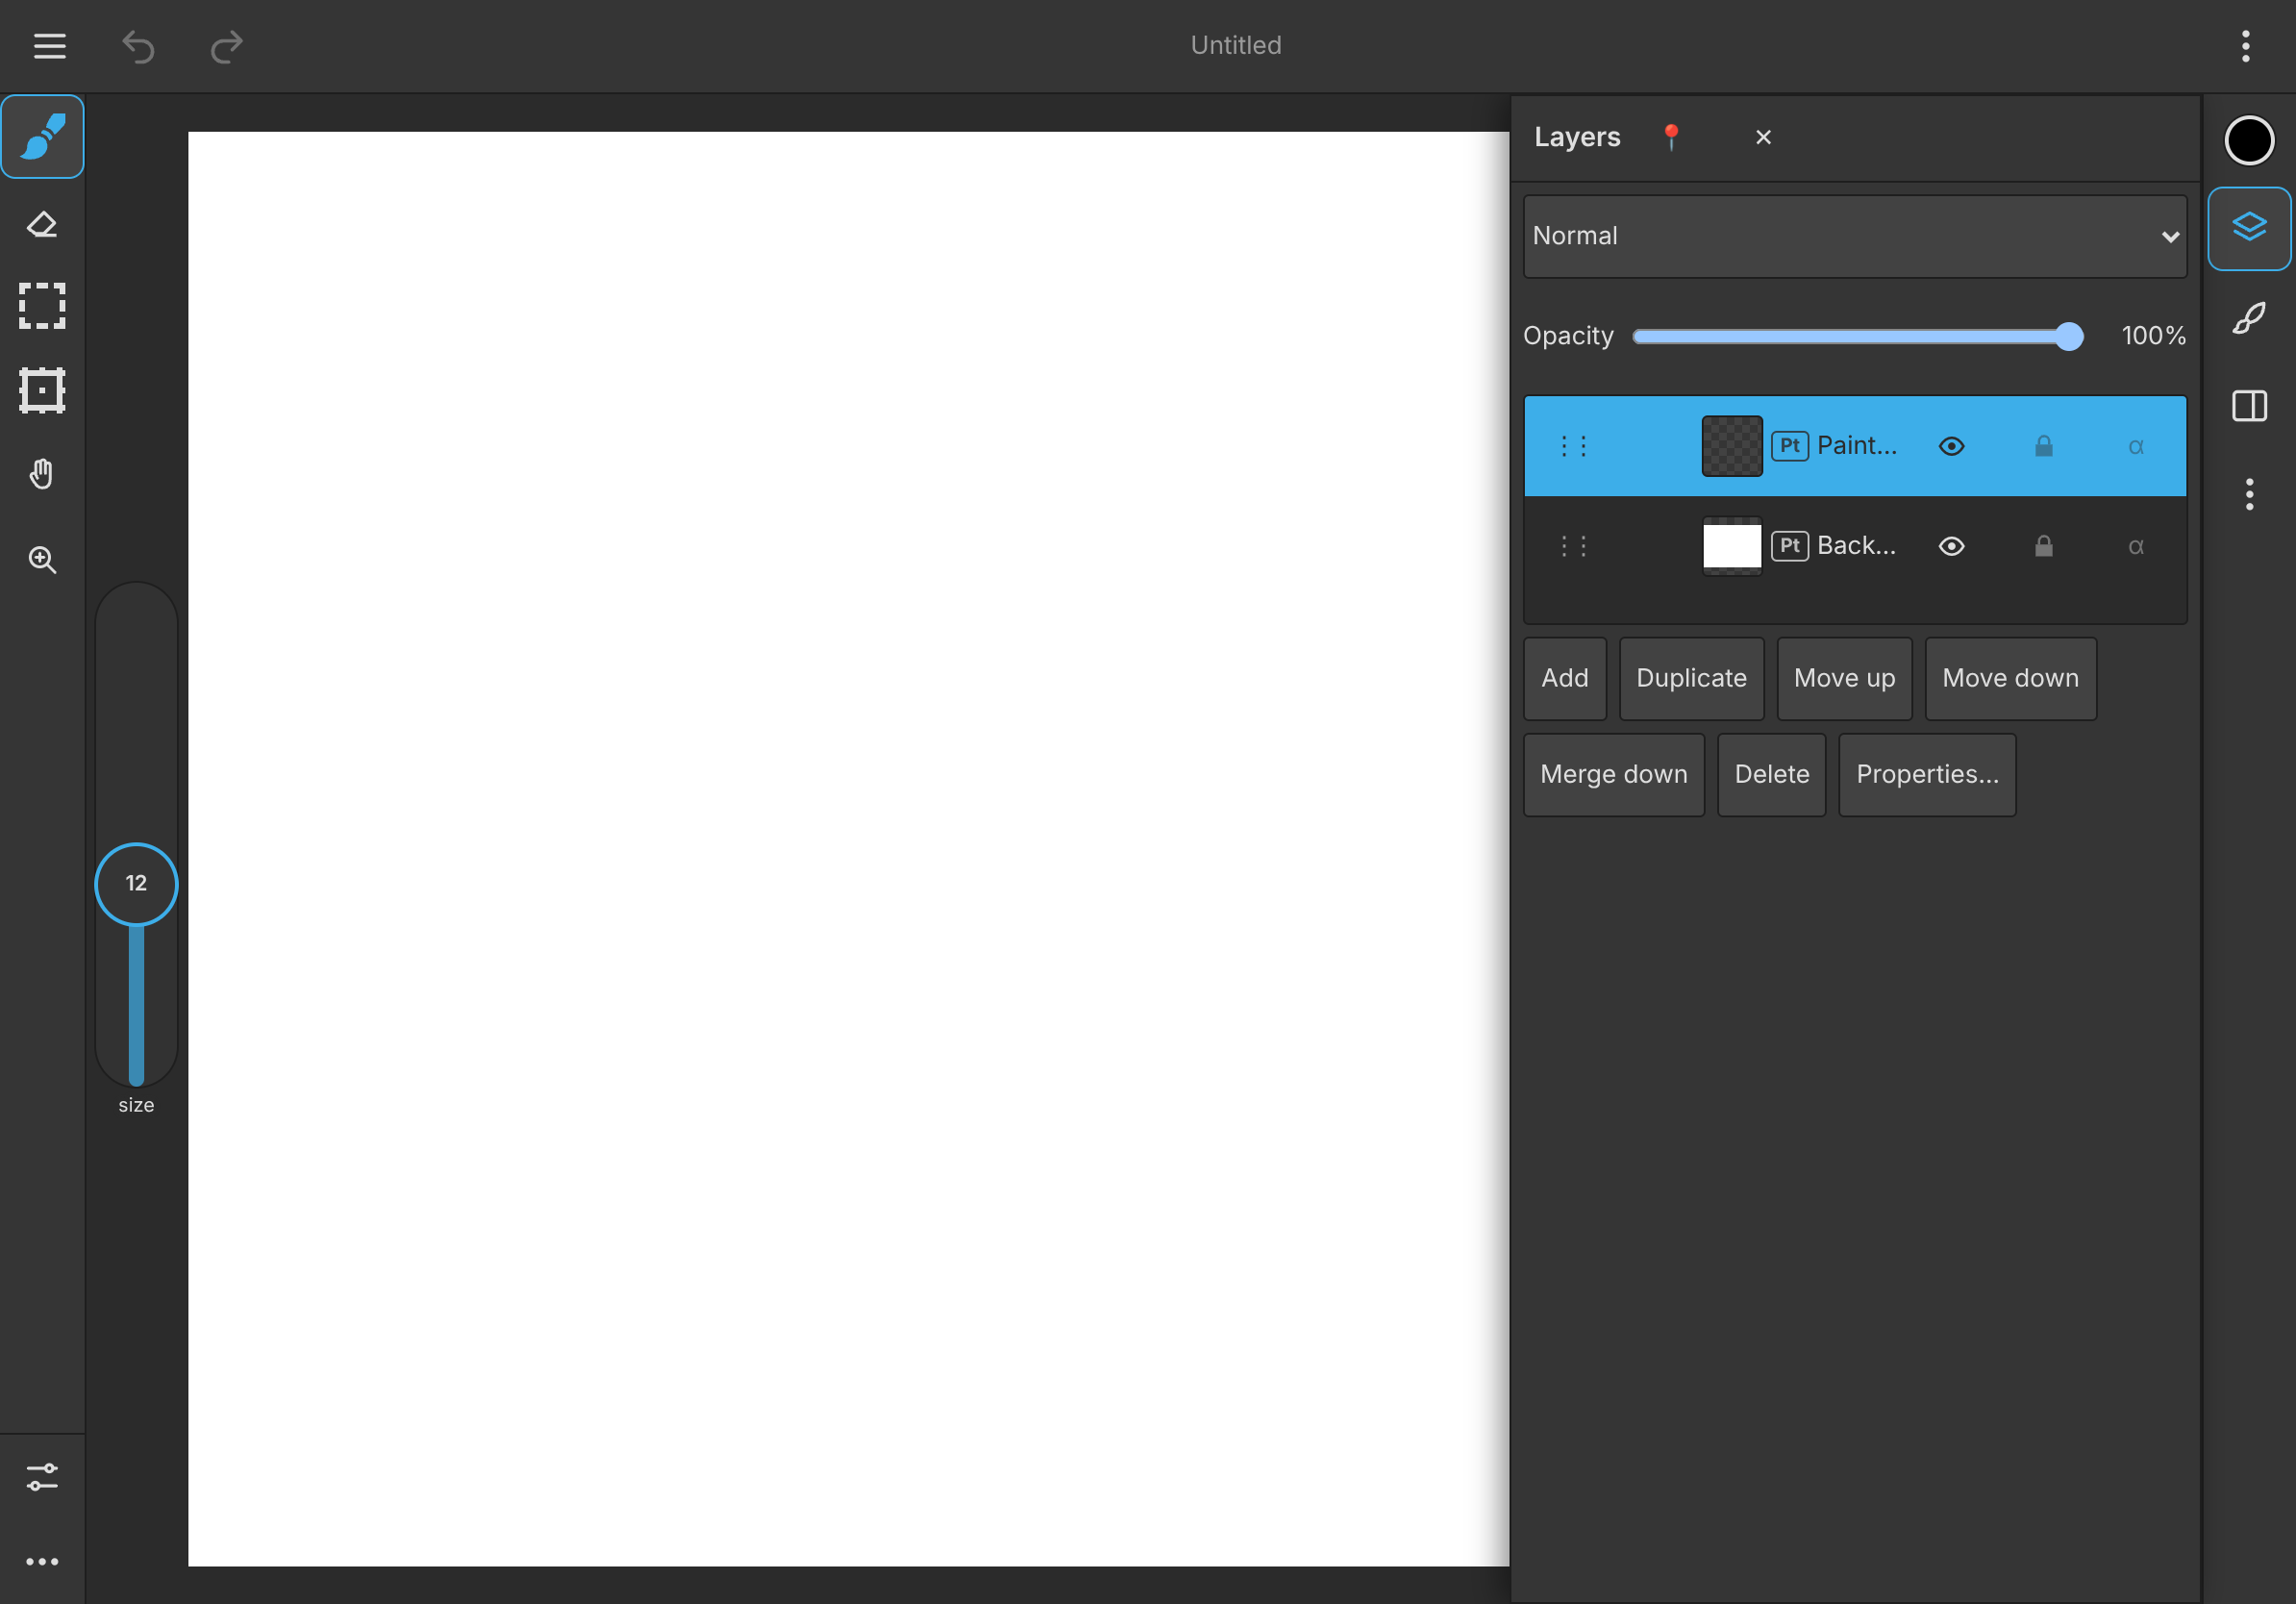 Untitled
Layers
Normal
Opacity 100%
Pt Paint... α
Pt Back... α
Add Duplicate Move up Move down
Merge down Delete Properties...
12
size